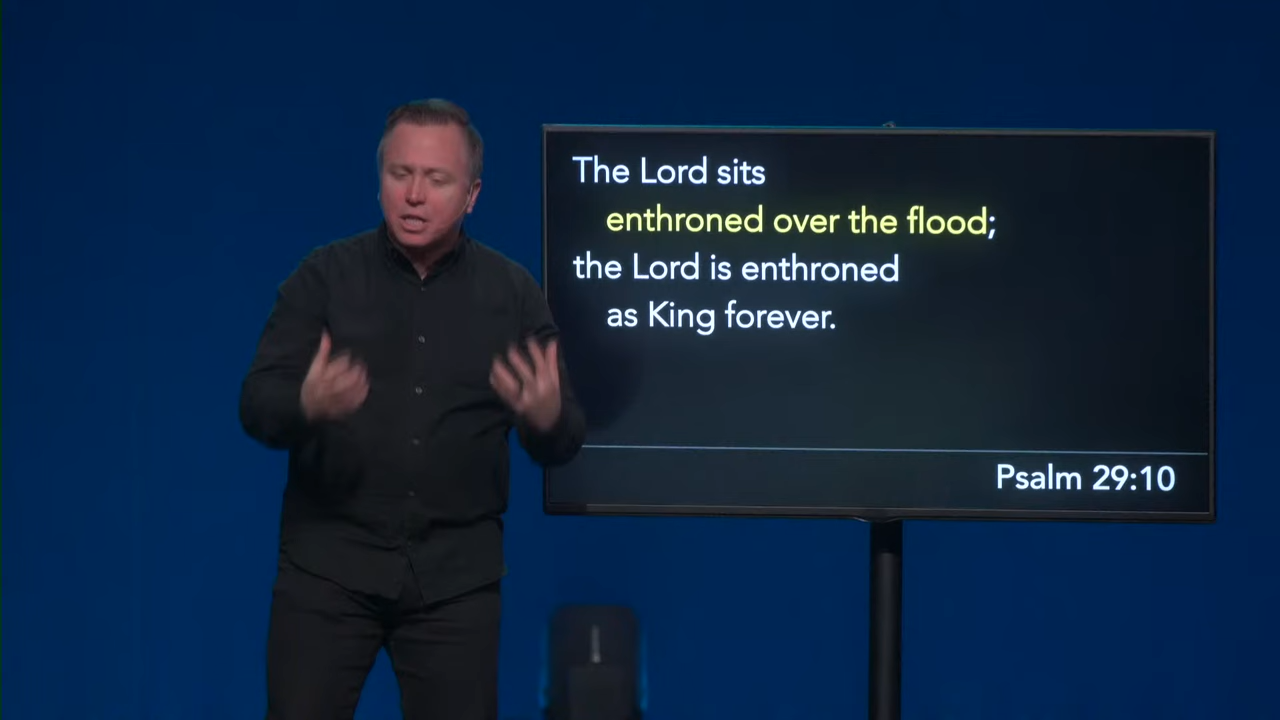 The Lord sits
enthroned over the flood;
the Lord is enthroned
as King forever.
Psalm 29:10